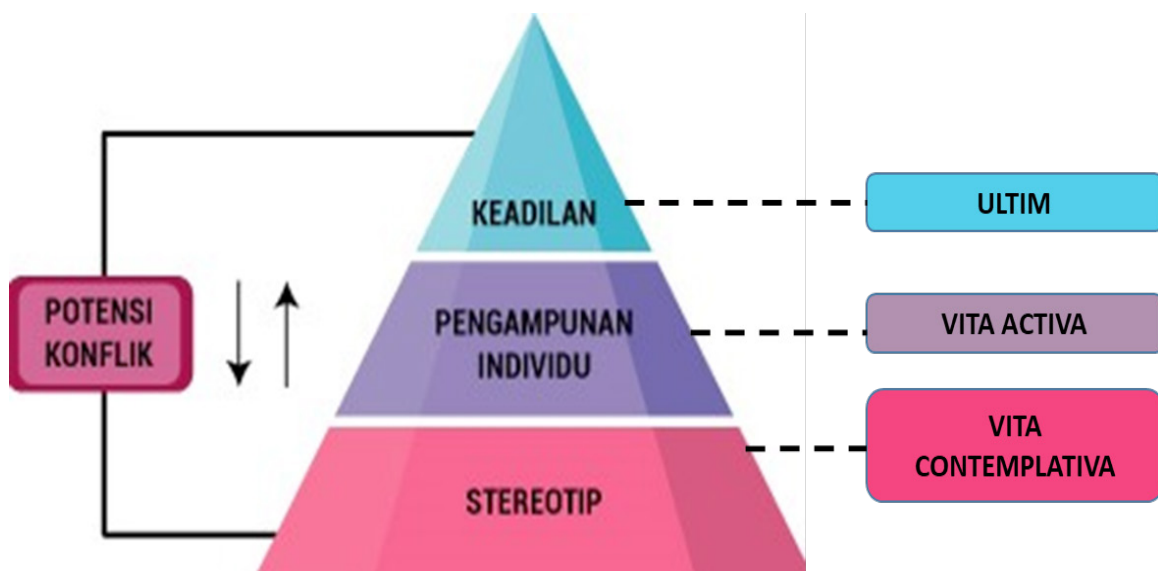 KEADILAN
ULTIM
POTENSI
KONFLIK
PENGAMPUNAN
INDIVIDU
VITA ACTIVA
STEREOTIP
VITA
CONTEMPLATIVA